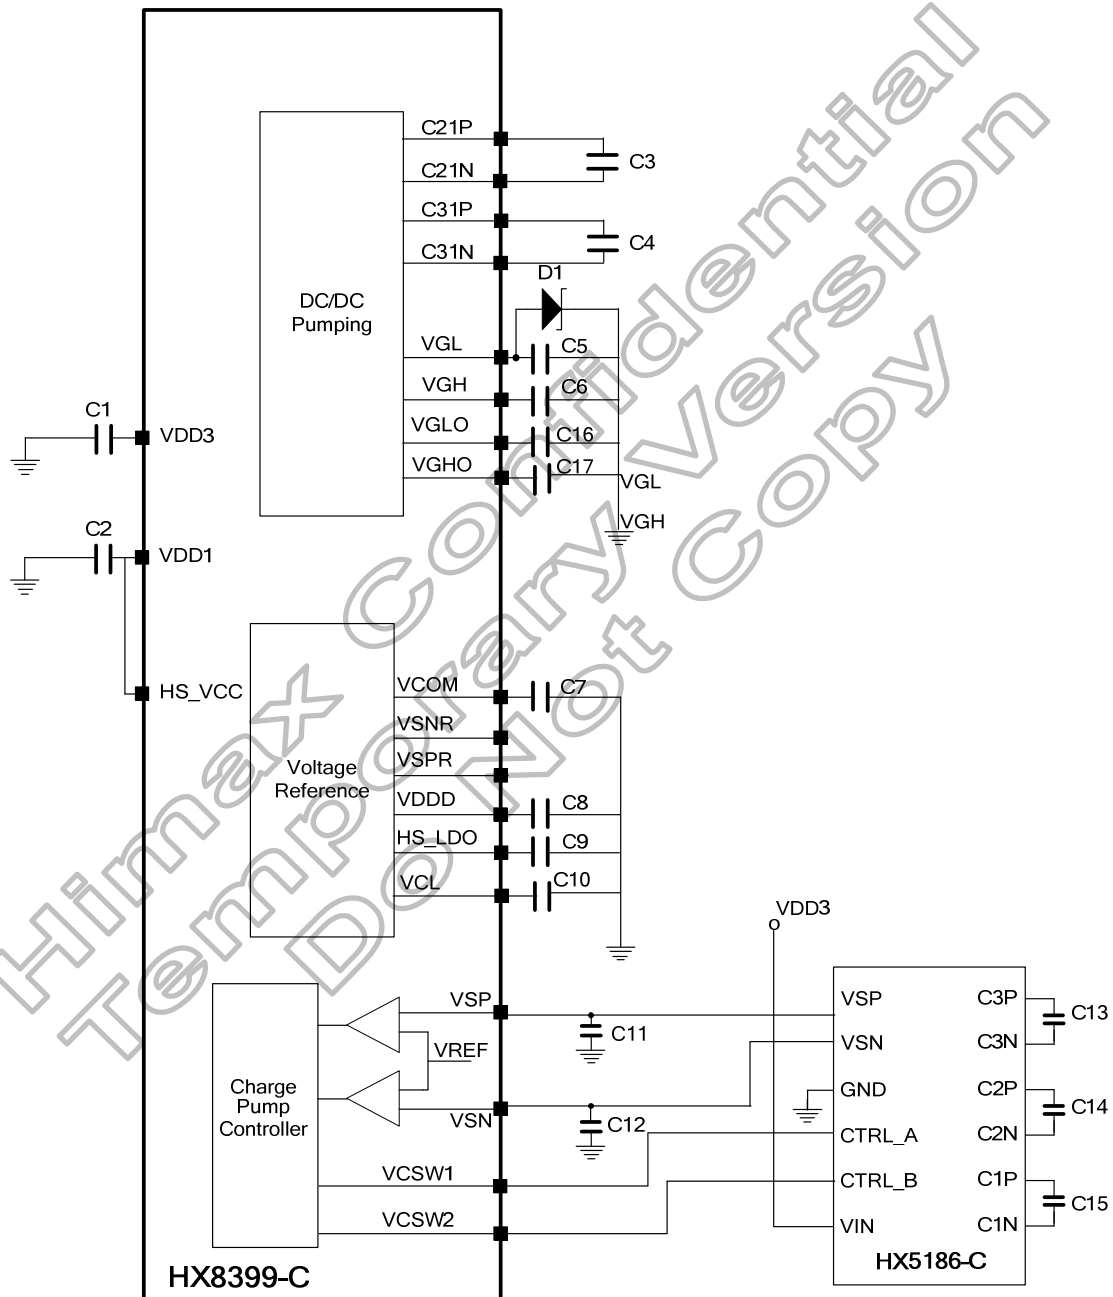 C21P
C3
C21N
C31P
C4
C31N
D1
DC/DC
Pumping
VGL
C5
VGH
C6
C1
VDD3
VGLO
C16
VGHO
C17
VGL
VGH
C2
VDD1
HS_VCC
VCOM
C7
VSNR
VSPR
Voltage
Reference
VDDD
C8
HS_LDO
C9
VCL
C10
VDD3
VSP
C11
VREF
VSN
C12
Charge
Pump
Controller
VCSW1
VCSW2
HX8399-C
VSP
C3P
C13
VSN
C3N
GND
C2P
C14
CTRL_A
C2N
CTRL_B
C1P
C15
VIN
C1N
HX5186-C
Himax Confidential
Temporary Version
Do Not Copy